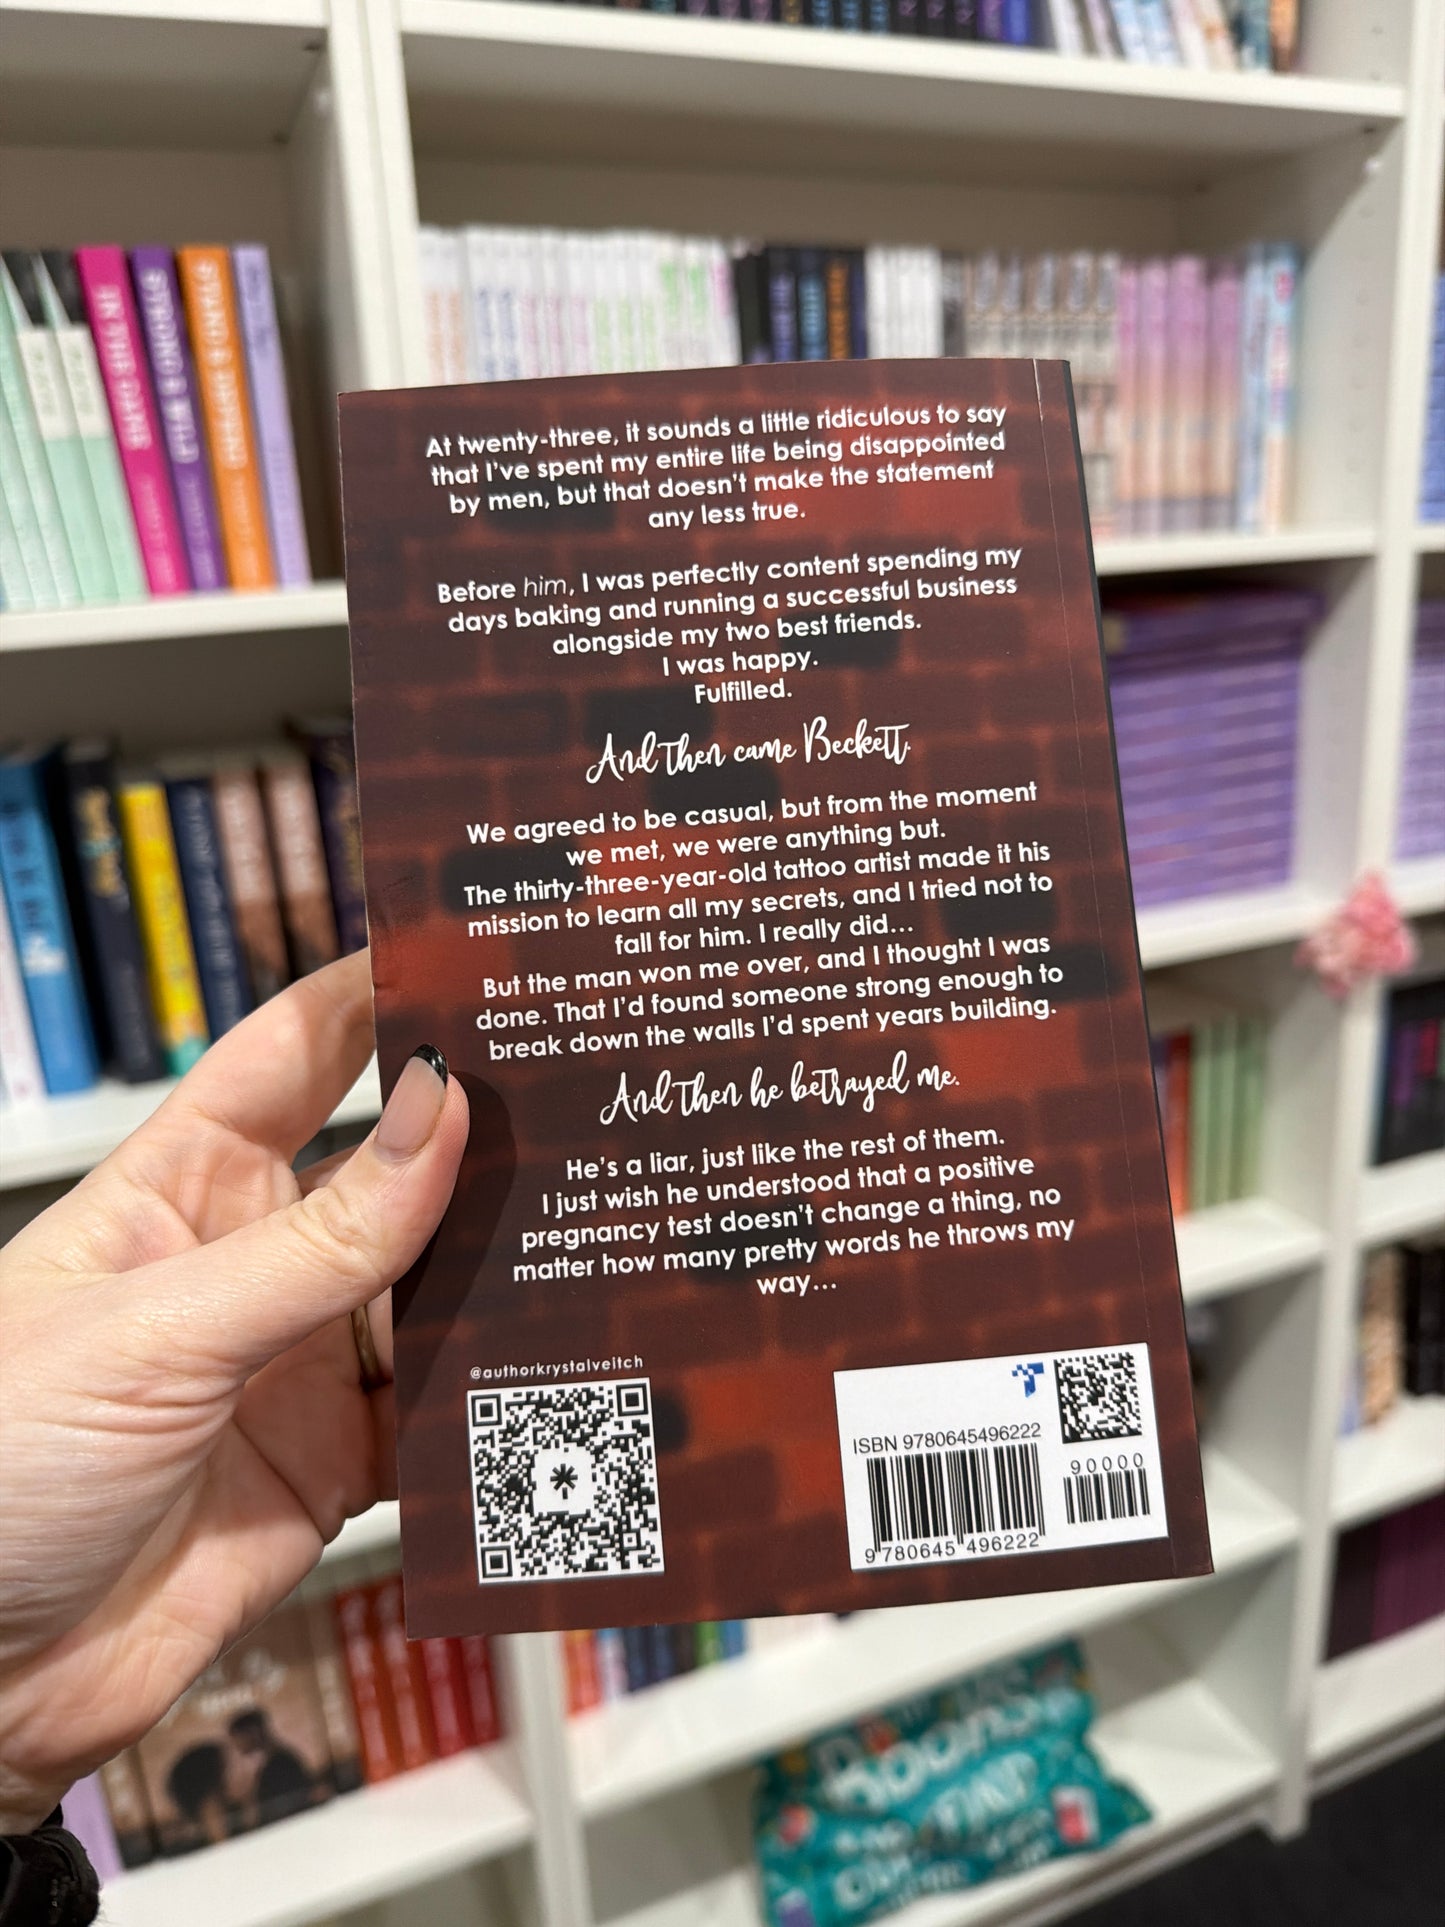 At twenty-three, it sounds a little ridiculous to say
that I've spent my entire life being disappointed
by men, but that doesn't make the statement
any less true.
Before him, I was perfectly content spending my
days baking and running a successful business
alongside my two best friends.
I was happy.
Fulfilled.
And then came Beckett.
We agreed to be casual, but from the moment
we met, we were anything but.
The thirty-three-year-old tattoo artist made it his
mission to learn all my secrets, and I tried not to
fall for him. I really did...
But the man won me over, and I thought I was
done. That I'd found someone strong enough to
break down the walls I'd spent years building.
And then he betrayed me.
He's a liar, just like the rest of them.
I just wish he understood that a positive
pregnancy test doesn't change a thing, no
matter how many pretty words he throws my
way...
@authorkrystalveitch
ISBN 9780645496222
90000
9 780645 496222